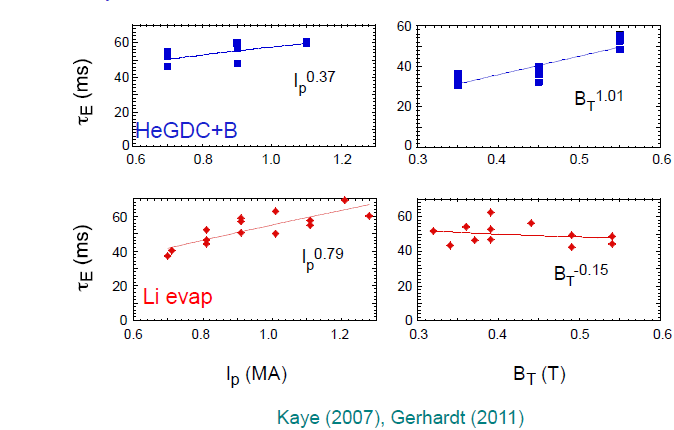 τE (ms)
60
40
20
0
0.6 0.8 1.0 1.2
Ip0.37
HeGDC+B
60
40
20
0
0.3 0.4 0.5 0.6
BT1.01
τE (ms)
60
40
20
0
0.6 0.8 1.0 1.2
Ip0.79
Li evap
60
40
20
0
0.3 0.4 0.5 0.6
BT-0.15
Ip (MA)
BT (T)
Kaye (2007), Gerhardt (2011)